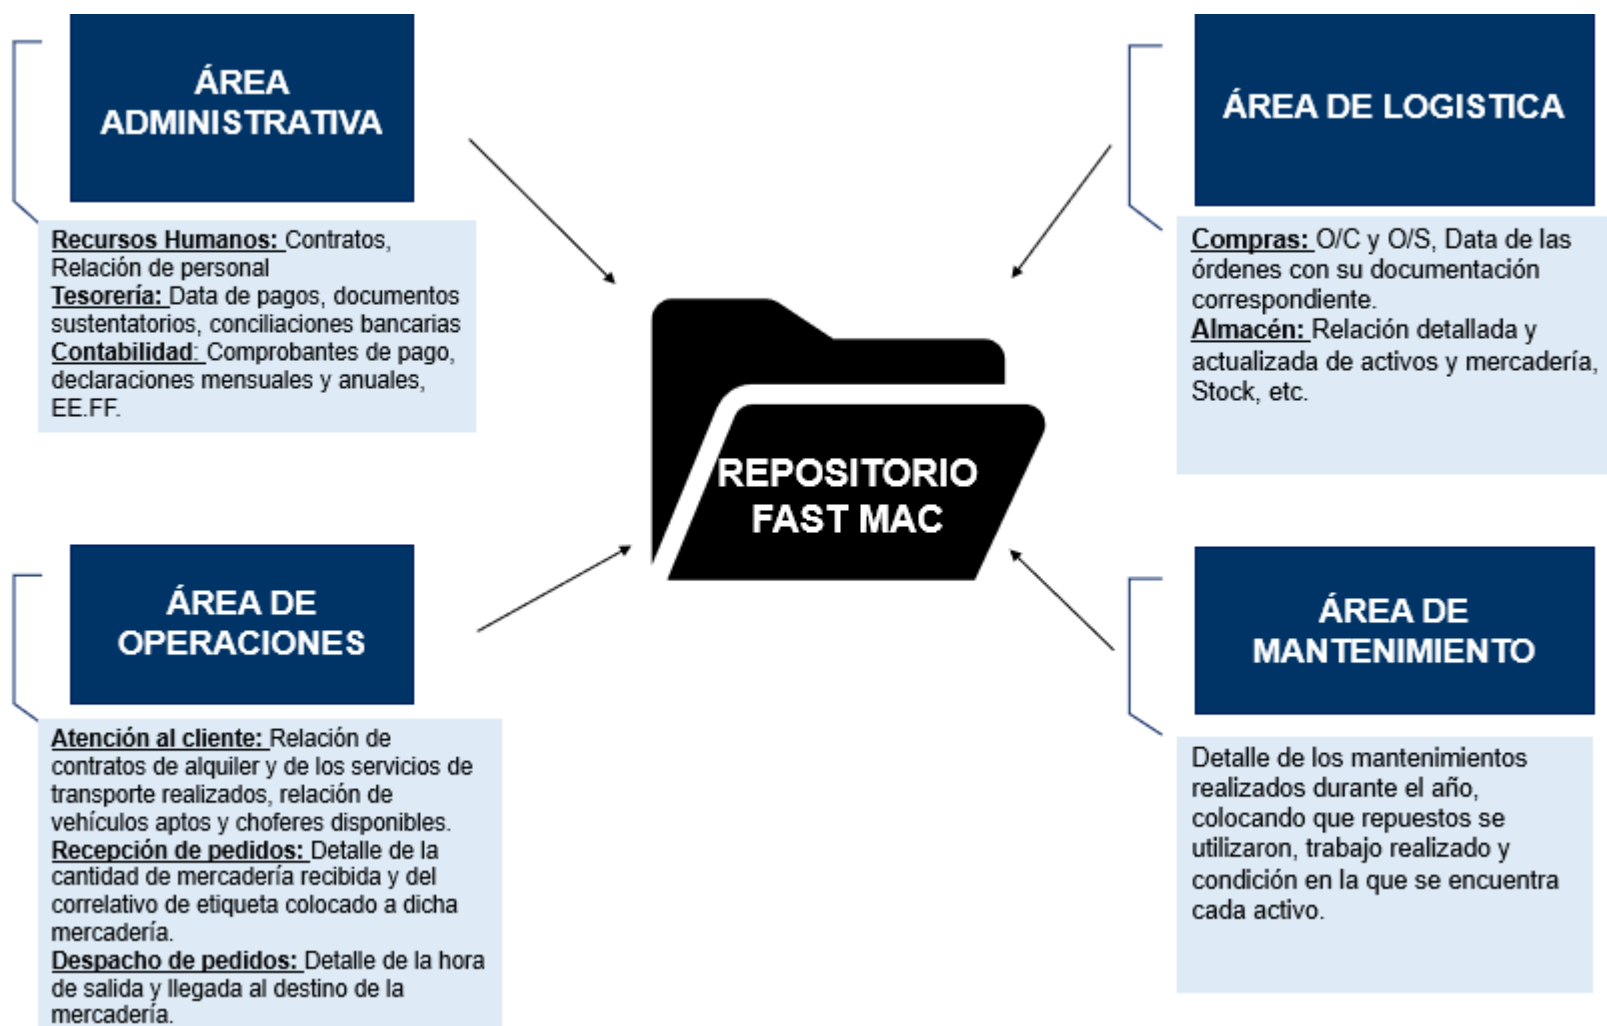 ÁREA
ADMINISTRATIVA
Recursos Humanos: Contratos,
Relación de personal
Tesorería: Data de pagos, documentos
sustentatorios, conciliaciones bancarias
Contabilidad: Comprobantes de pago,
declaraciones mensuales y anuales,
EE.FF.
ÁREA DE LOGISTICA
Compras: O/C y O/S, Data de las
órdenes con su documentación
correspondiente.
Almacén: Relación detallada y
actualizada de activos y mercadería,
Stock, etc.
REPOSITORIO
FAST MAC
ÁREA DE
OPERACIONES
Atención al cliente: Relación de
contratos de alquiler y de los servicios de
transporte realizados, relación de
vehículos aptos y choferes disponibles.
Recepción de pedidos: Detalle de la
cantidad de mercadería recibida y del
correlativo de etiqueta colocado a dicha
mercadería.
Despacho de pedidos: Detalle de la hora
de salida y llegada al destino de la
mercadería.
ÁREA DE
MANTENIMIENTO
Detalle de los mantenimientos
realizados durante el año,
colocando que repuestos se
utilizaron, trabajo realizado y
condición en la que se encuentra
cada activo.